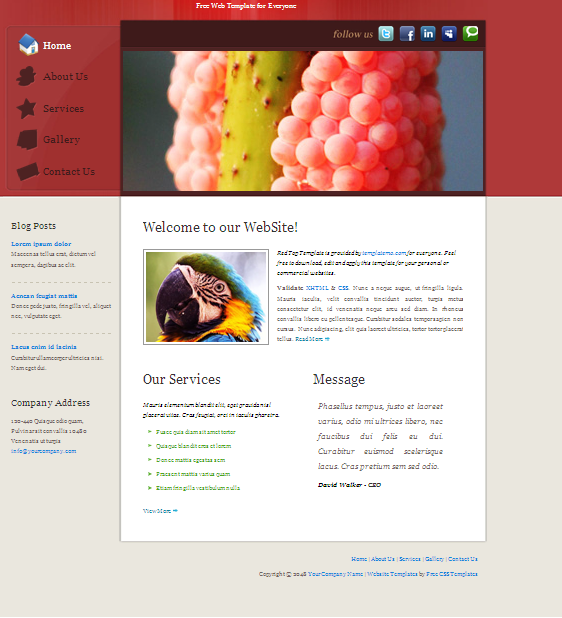 Free Web Template for Everyone
follow us
Home
About Us
Services
Gallery
Contact Us
Blog Posts
Lorem ipsum dolor
Maecenas tellus erat, dictum vel
sempera, dapibus ac elit.
Aenean feugiat mattis
Donec pede justo, fringilla vel, aliquet
nec, vulputate eget.
Lacus enim id lacinia
Curabitur ullamcorper ultricies nisi.
Nam eget dui.
Company Address
120-440 Quisque odio quam,
Pulvinar sit convallis 10480
Venenatis ut turpis
info@yourcompany.com
Welcome to our WebSite!
Red Top Template is provided by templatemo.com for everyone. Feel
free to download, edit and apply this template for your personal or
commercial websites.
Validate XHTML & CSS. Nunc a neque augue, ut fringilla ligula.
Mauris iaculis, velit convallis tincidunt auctor, turpis metus
consectetur elit, id venenatis neque arcu sed diam. In rhoncus
convallis libero eu pellentesque. Curabitur sodales tempor sapien non
cursus. Nunc adipiscing, elit quis laoreet ultricies, tortor tortor placerat
tellus. Read More
Our Services
Mauris elementum blandit elit, eget gravida nisl
placerat vitae. Cras feugiat, orci in iaculis pharetra.
Fusce quis diam sit amet tortor
Quisque blandit eros et lorem
Donec mattis egestas sem
Praesent mattis varius quam
Etiam fringilla vestibulum nulla
View More
Message
Phasellus tempus, justo et laoreet
varius, odio mi ultrices libero, nec
faucibus dui felis eu dui.
Curabitur euismod scelerisque
lacus. Cras pretium sem sed odio.
David Walker - CEO
Home | About Us | Services | Gallery | Contact Us
Copyright © 2048 Your Company Name | Website Templates by Free CSS Templates